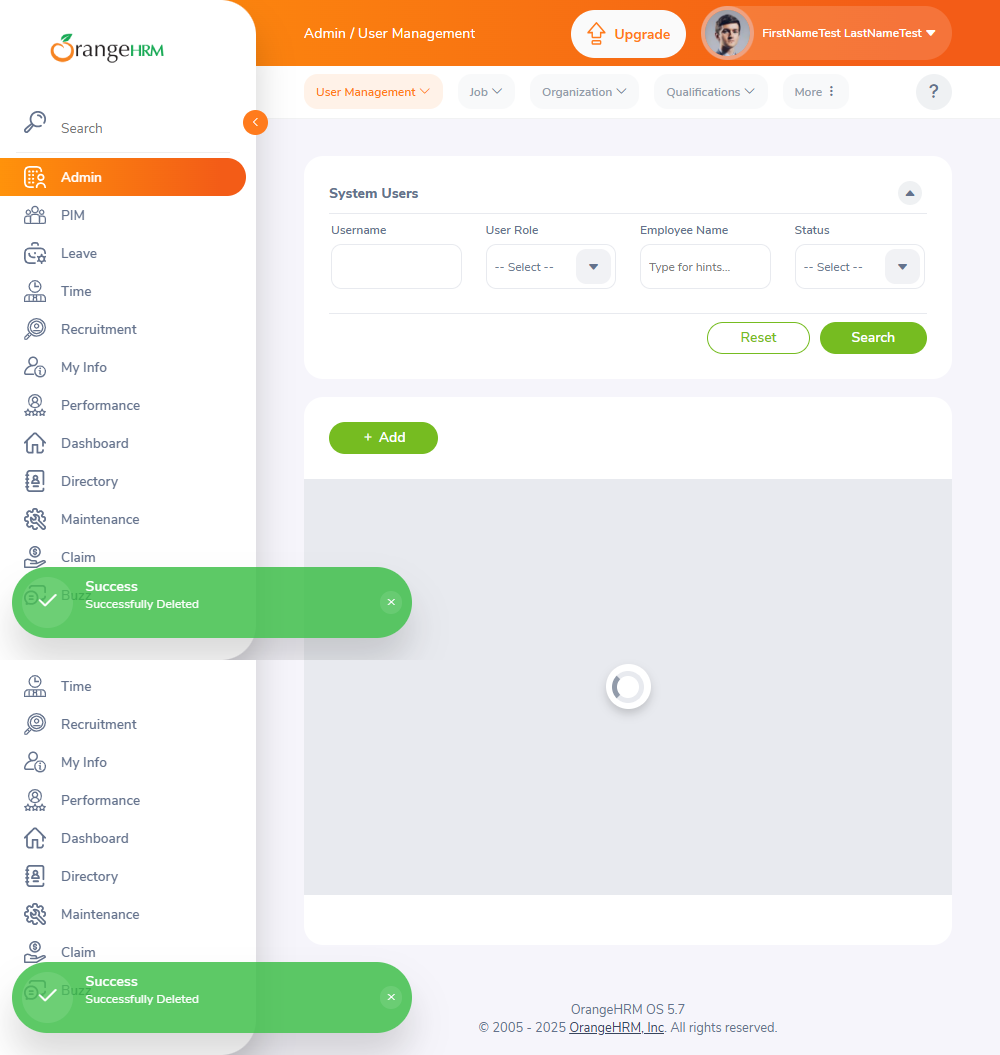 OrangeHRM
Admin / User Management
Upgrade
FirstNameTest LastNameTest
User Management
Job
Organization
Qualifications
More
?
Search
Admin
PIM
Leave
Time
Recruitment
My Info
Performance
Dashboard
Directory
Maintenance
Claim
Buzz
Success
Successfully Deleted
System Users
Username
User Role
Employee Name
Status
-- Select --
Type for hints...
-- Select --
Reset
Search
+ Add
Time
Recruitment
My Info
Performance
Dashboard
Directory
Maintenance
Claim
Buzz
Success
Successfully Deleted
OrangeHRM OS 5.7
© 2005 - 2025 OrangeHRM, Inc. All rights reserved.